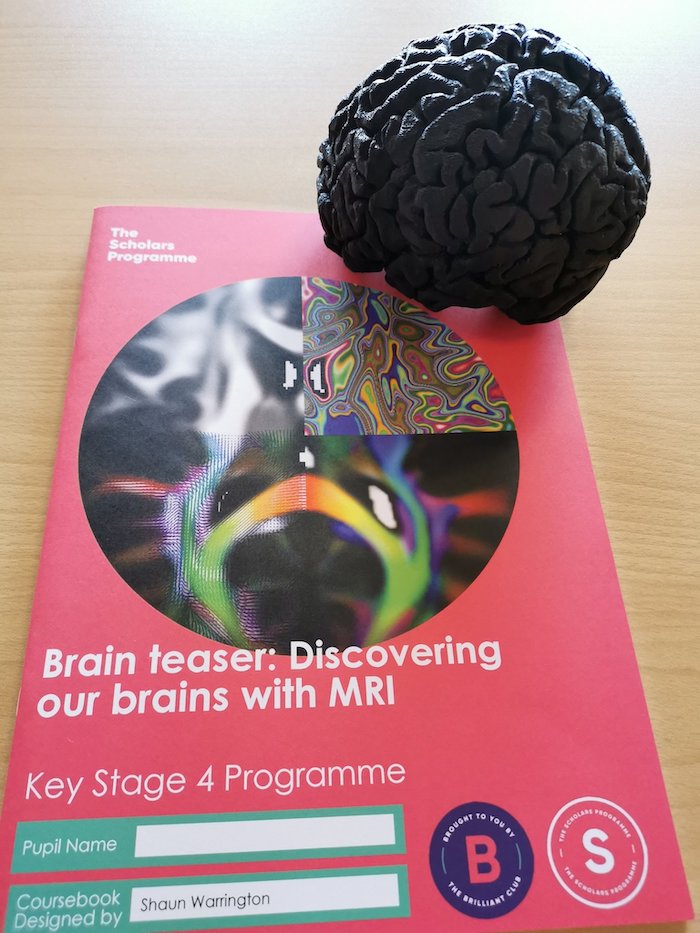 The
Scholars
Programme
Brain teaser: Discovering
our brains with MRI
Key Stage 4 Programme
Pupil Name
Coursebook
Designed by
Shaun Warrington
BROUGHT TO YOU BY
B
THE BRILLIANT CLUB
THE SCHOLARS PROGRAMME
S
THE SCHOLARS PROGRAMME